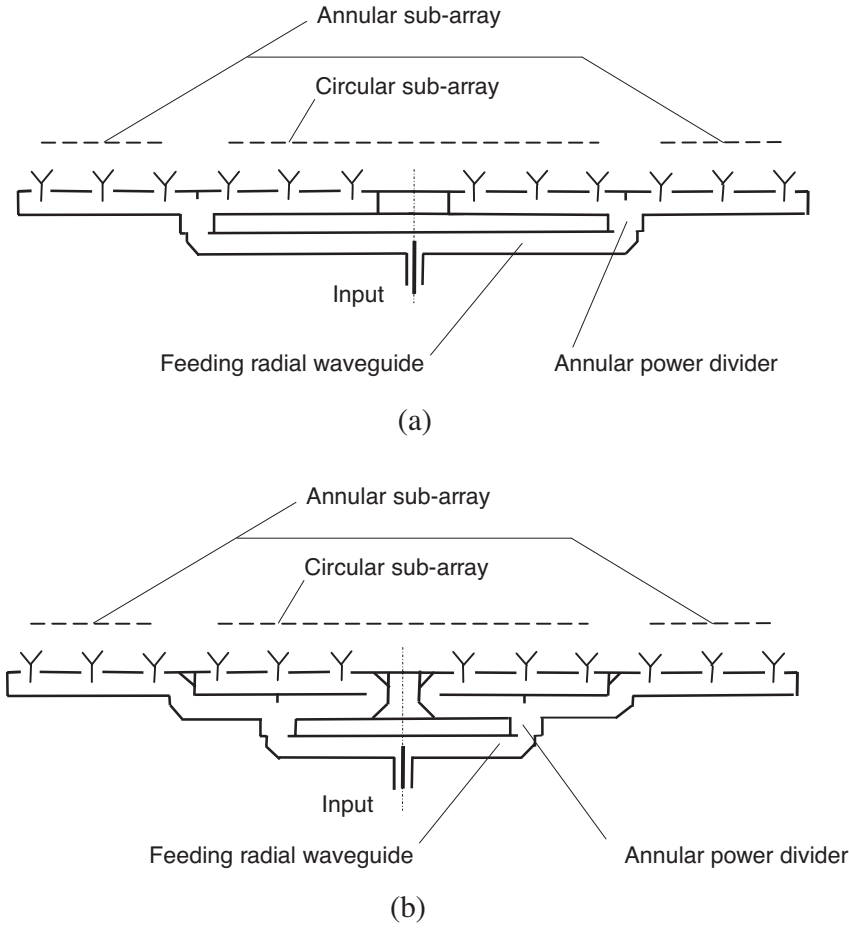 Annular sub-array
Circular sub-array
Input
Feeding radial waveguide
Annular power divider
(a)
Annular sub-array
Circular sub-array
Input
Feeding radial waveguide
Annular power divider
(b)